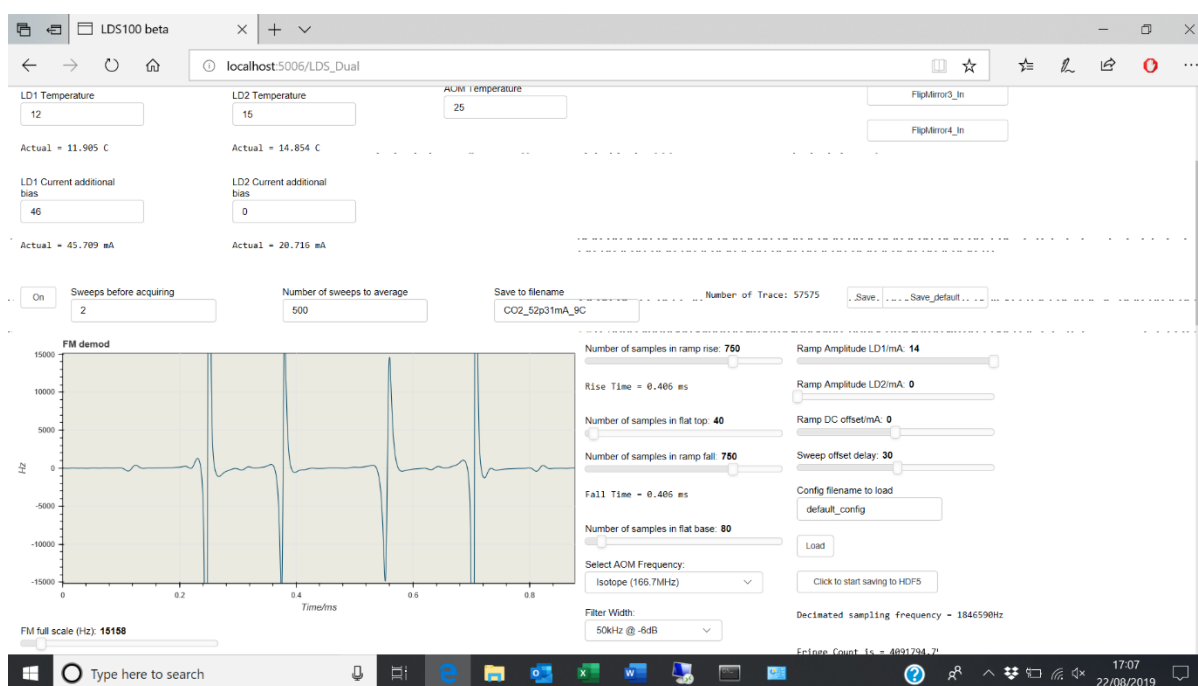 LDS100 beta
localhost:5006/LDS_Dual
LD1 Temperature
LD2 Temperature
AOM Temperature
12
15
25
FlipMirror3_In
Actual = 11.905 C
Actual = 14.854 C
FlipMirror4_In
LD1 Current additional
bias
LD2 Current additional
bias
46
0
Actual = 45.709 mA
Actual = 20.716 mA
On
Sweeps before acquiring
2
Number of sweeps to average
500
Save to filename
CO2_52p31mA_9C
Number of Trace: 57575
Save
Save_default
FM demod
15000
10000
5000
0
-5000
-10000
-15000
Hz
0
0.2
0.4
0.6
0.8
Time/ms
FM full scale (Hz): 15158
Number of samples in ramp rise: 750
Rise Time = 0.406 ms
Number of samples in flat top: 40
Number of samples in ramp fall: 750
Fall Time = 0.406 ms
Number of samples in flat base: 80
Select AOM Frequency:
Isotope (166.7MHz)
Filter Width:
50kHz @ -6dB
Ramp Amplitude LD1/mA: 14
Ramp Amplitude LD2/mA: 0
Ramp DC offset/mA: 0
Sweep offset delay: 30
Config filename to load
default_config
Load
Click to start saving to HDF5
Decimated sampling frequency = 1846590Hz
Fringe Count is = 4091794.7'
Type here to search
17:07
22/08/2019